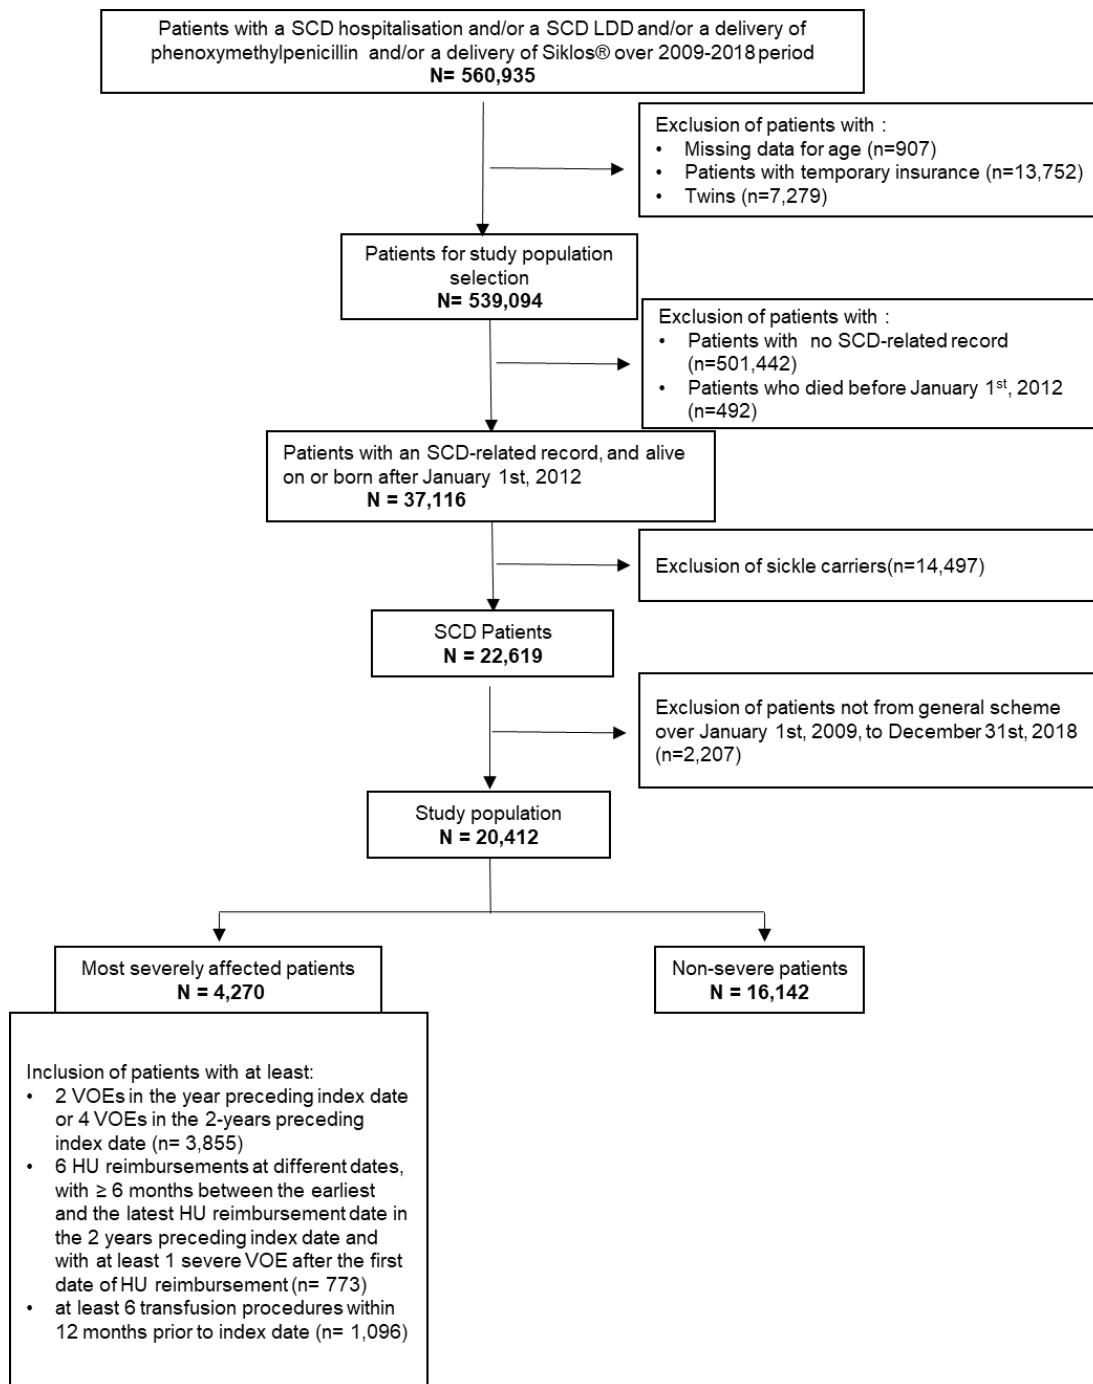 Patients with a SCD hospitalisation and/or a SCD LDD and/or a delivery of
phenoxymethylpenicillin and/or a delivery of Siklos® over 2009-2018 period
N= 560,935
Exclusion of patients with :
• Missing data for age (n=907)
• Patients with temporary insurance (n=13,752)
• Twins (n=7,279)
Patients for study population
selection
N= 539,094
Exclusion of patients with :
• Patients with no SCD-related record
(n=501,442)
• Patients who died before January 1st, 2012
(n=492)
Patients with an SCD-related record, and alive
on or born after January 1st, 2012
N = 37,116
Exclusion of sickle carriers(n=14,497)
SCD Patients
N = 22,619
Exclusion of patients not from general scheme
over January 1st, 2009, to December 31st, 2018
(n=2,207)
Study population
N = 20,412
Most severely affected patients
N = 4,270
Non-severe patients
N = 16,142
Inclusion of patients with at least:
• 2 VOEs in the year preceding index date
or 4 VOEs in the 2-years preceding
index date (n= 3,855)
• 6 HU reimbursements at different dates,
with ≥ 6 months between the earliest
and the latest HU reimbursement date in
the 2 years preceding index date and
with at least 1 severe VOE after the first
date of HU reimbursement (n= 773)
• at least 6 transfusion procedures within
12 months prior to index date (n= 1,096)